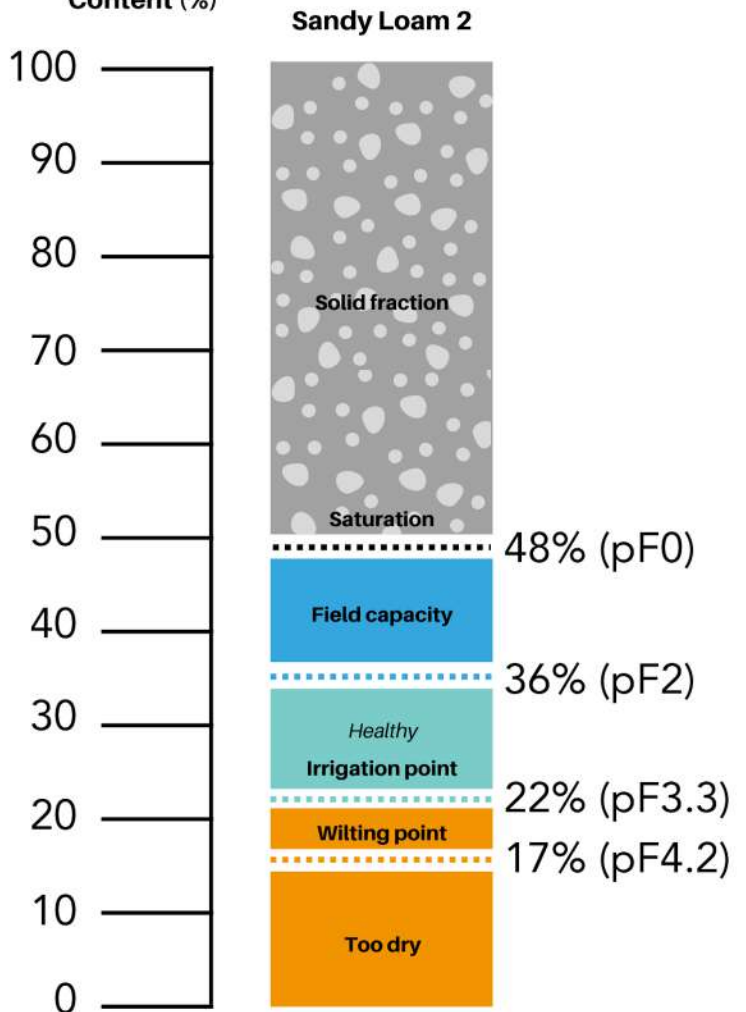 Content (%)
Sandy Loam 2
100
90
80
70
60
50
40
30
20
10
0
Solid fraction
Saturation
48% (pF0)
Field capacity
36% (pF2)
Healthy
Irrigation point
22% (pF3.3)
Wilting point
17% (pF4.2)
Too dry